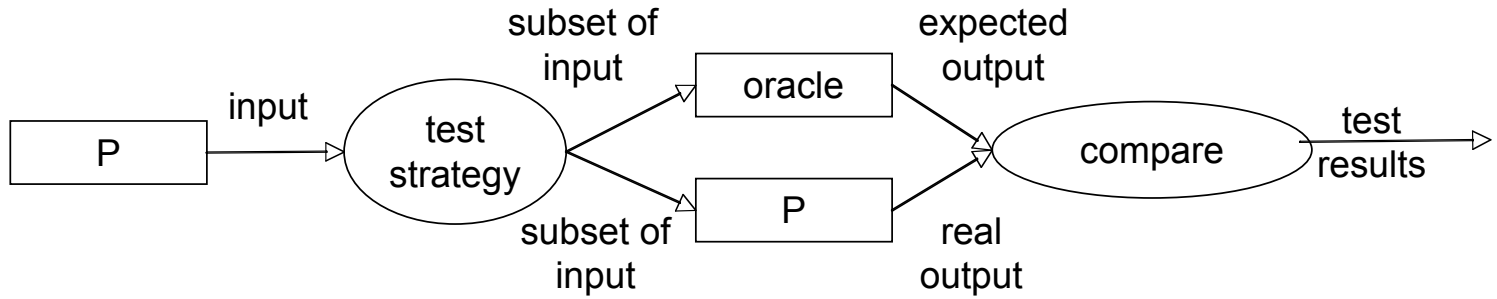 P
input
test
strategy
subset of
input
subset of
input
oracle
P
expected
output
real
output
compare
test
results